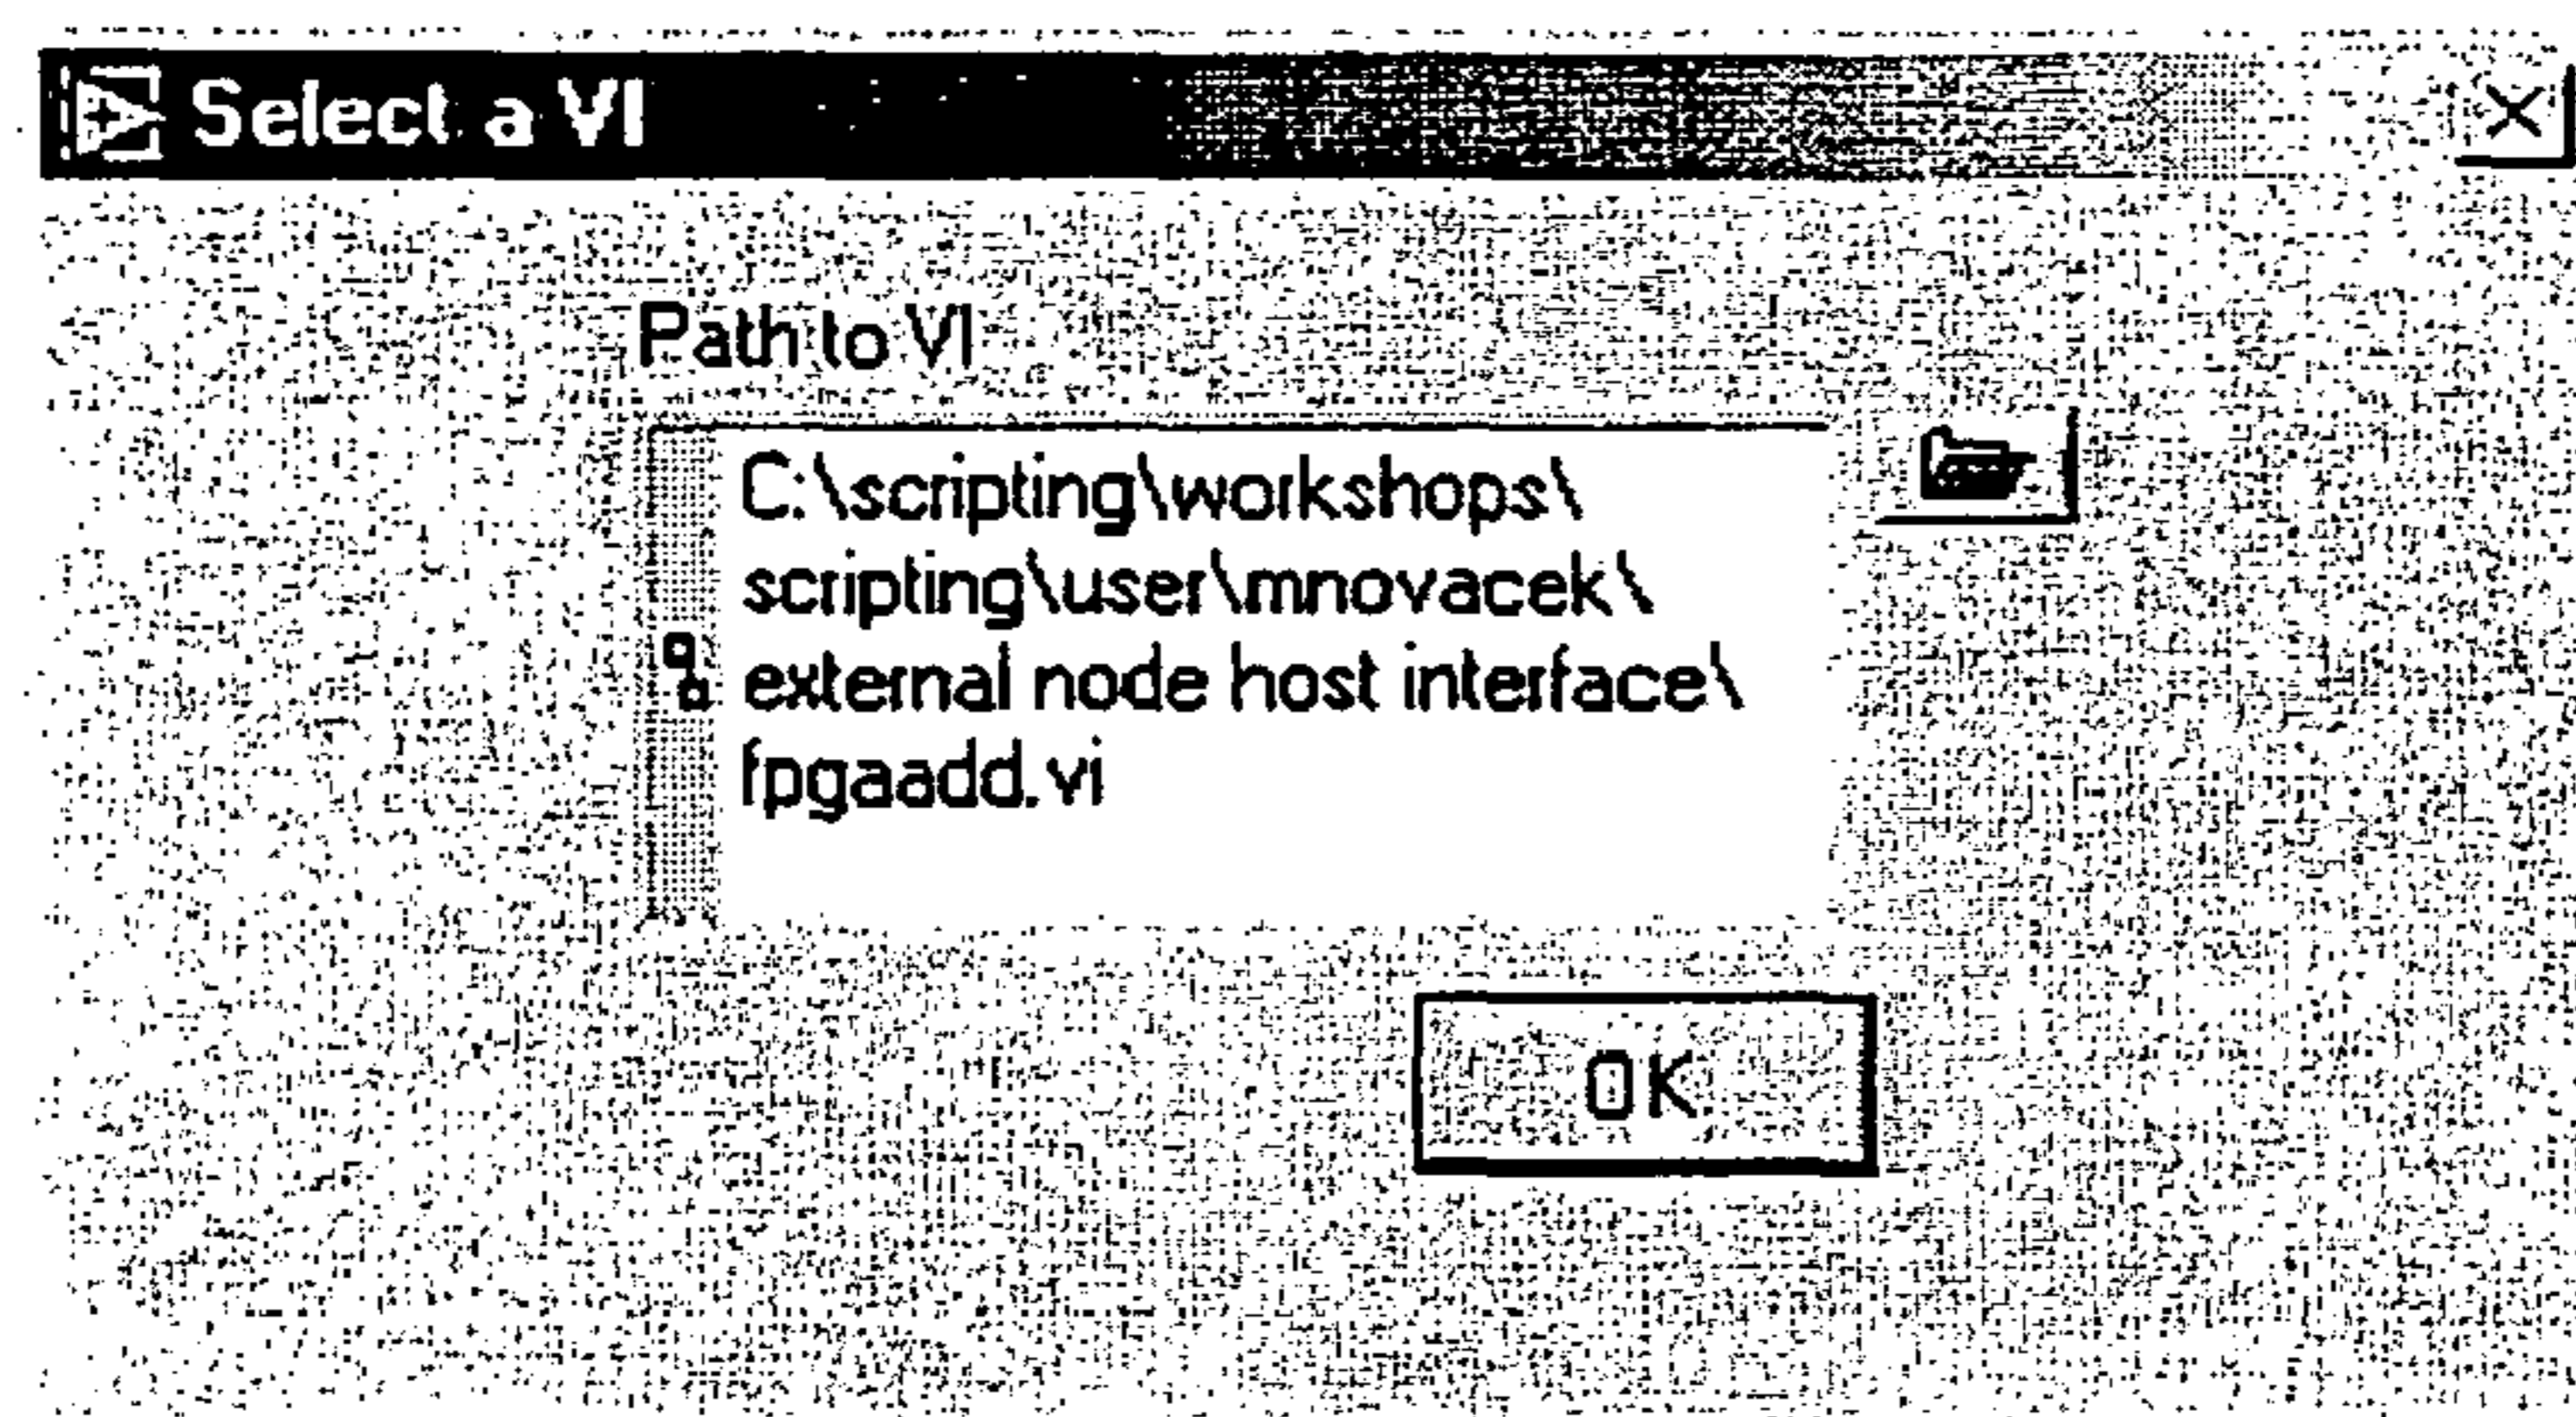 Select a VI
Path to VI
C:\scripting\workshops\
scripting\user\mnovacek\
external node host interface\
fpgaadd.vi
OK